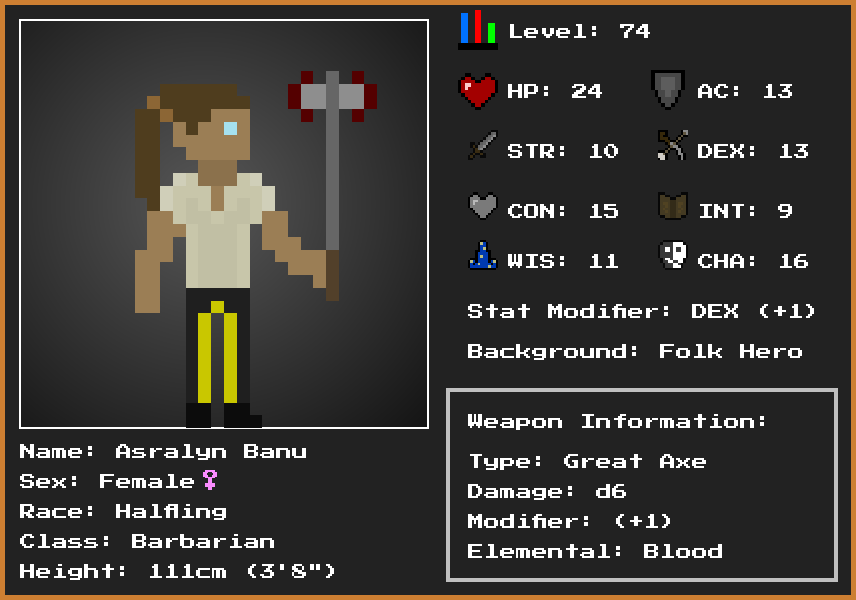 Level: 74
HP: 24
AC: 13
STR: 10
DEX: 13
CON: 15
INT: 9
WIS: 11
CHA: 16
Stat Modifier: DEX (+1)
Background: Folk Hero
Weapon Information:
Type: Great Axe
Damage: d6
Modifier: (+1)
Elemental: Blood
Name: Asralyn Banu
Sex: Female♀
Race: Halfling
Class: Barbarian
Height: 111cm (3'8")